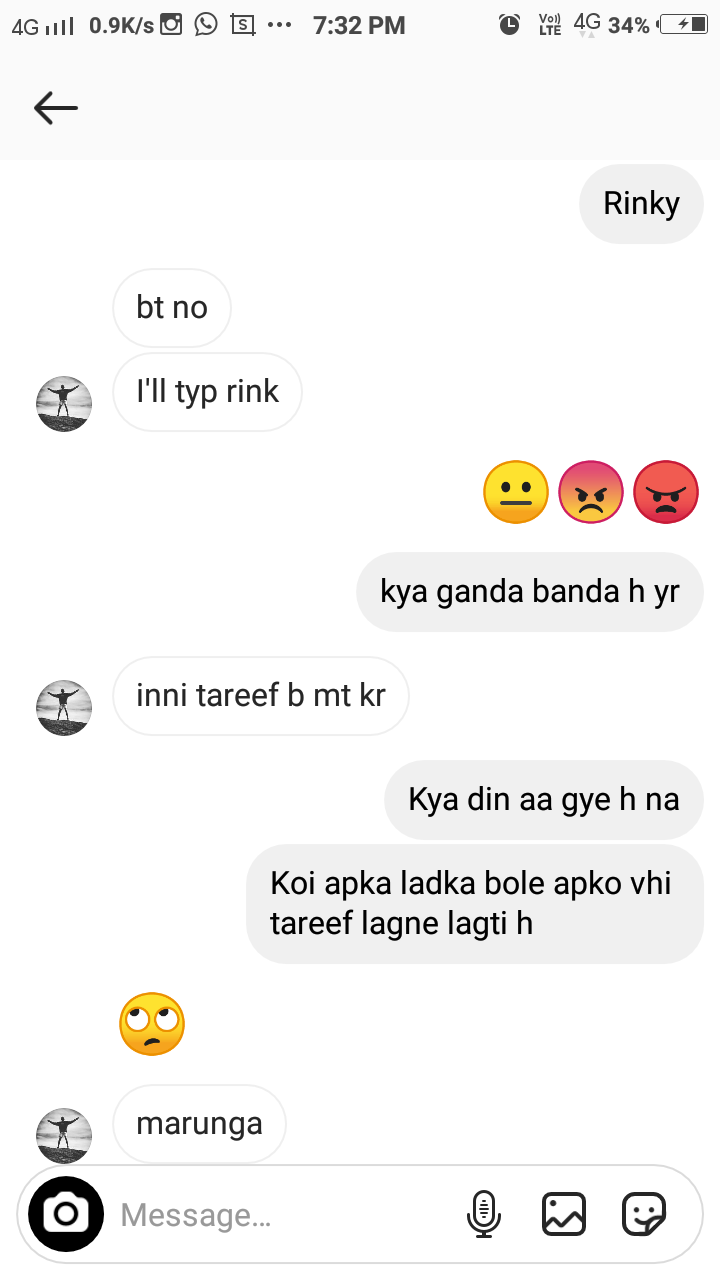 4G 0.9K/s S 7:32 PM Vo)) LTE 4G 34%
Rinky
bt no
I'll typ rink
kya ganda banda h yr
inni tareef b mt kr
Kya din aa gye h na
Koi apka ladka bole apko vhi
tareef lagne lagti h
marunga
Message...